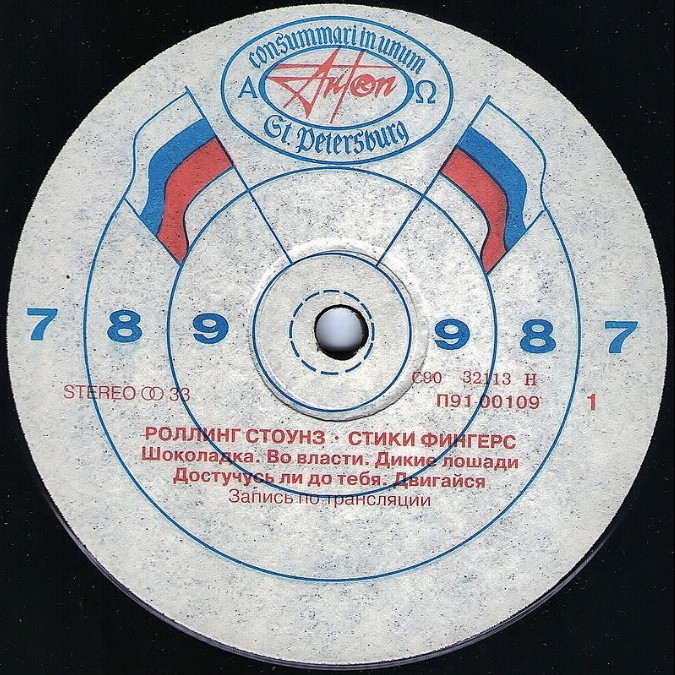 consummari in unum
Α Anton Ω
St. Petersburg
7 8 9 9 8 7
STEREO 33
С90 32113 Н
П91 00109
1
РОЛЛИНГ СТОУНЗ · СТИКИ ФИНГЕРС
Шоколадка. Во власти. Дикие лошади
Достучусь ли до тебя. Двигайся
Запись по трансляции